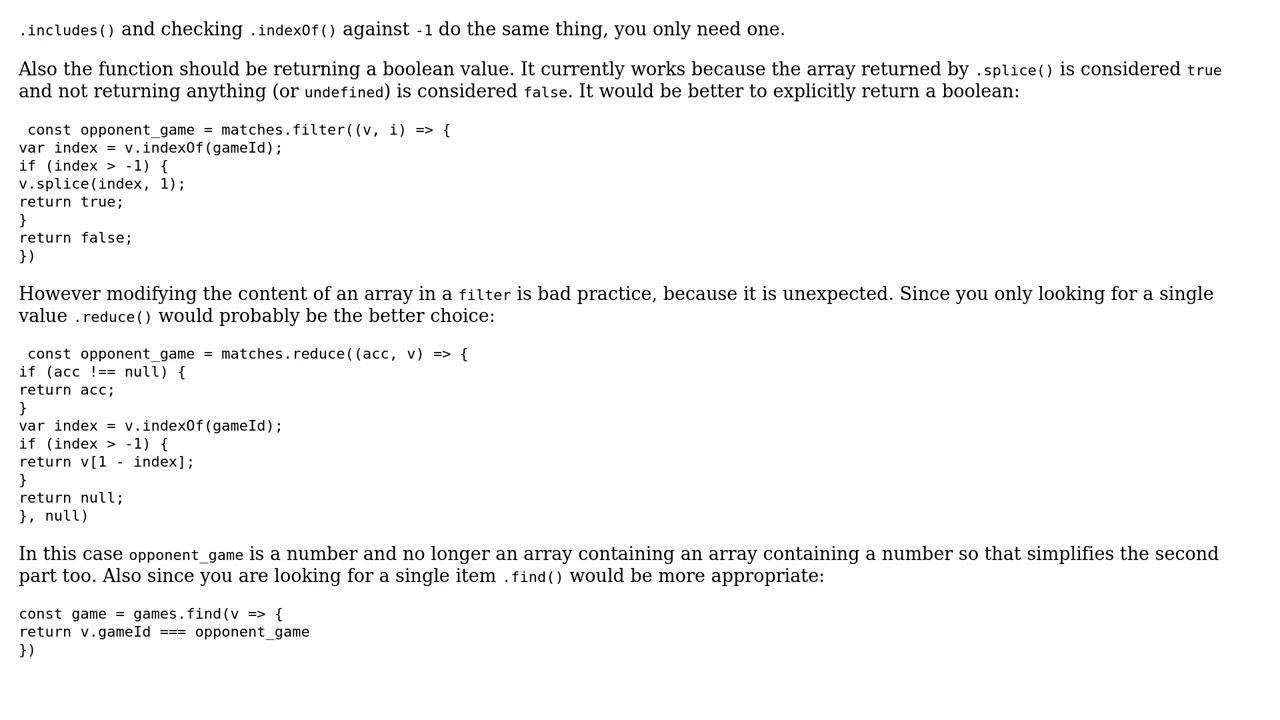 .includes() and checking .indexOf() against -1 do the same thing, you only need one.
Also the function should be returning a boolean value. It currently works because the array returned by .splice() is considered true
and not returning anything (or undefined) is considered false. It would be better to explicitly return a boolean:
const opponent_game = matches.filter((v, i) => {
var index = v.indexOf(gameId);
if (index > -1) {
v.splice(index, 1);
return true;
}
return false;
})
However modifying the content of an array in a filter is bad practice, because it is unexpected. Since you only looking for a single
value .reduce() would probably be the better choice:
const opponent_game = matches.reduce((acc, v) => {
if (acc !== null) {
return acc;
}
var index = v.indexOf(gameId);
if (index > -1) {
return v[1 - index];
}
return null;
}, null)
In this case opponent_game is a number and no longer an array containing an array containing a number so that simplifies the second
part too. Also since you are looking for a single item .find() would be more appropriate:
const game = games.find(v => {
return v.gameId === opponent_game
})